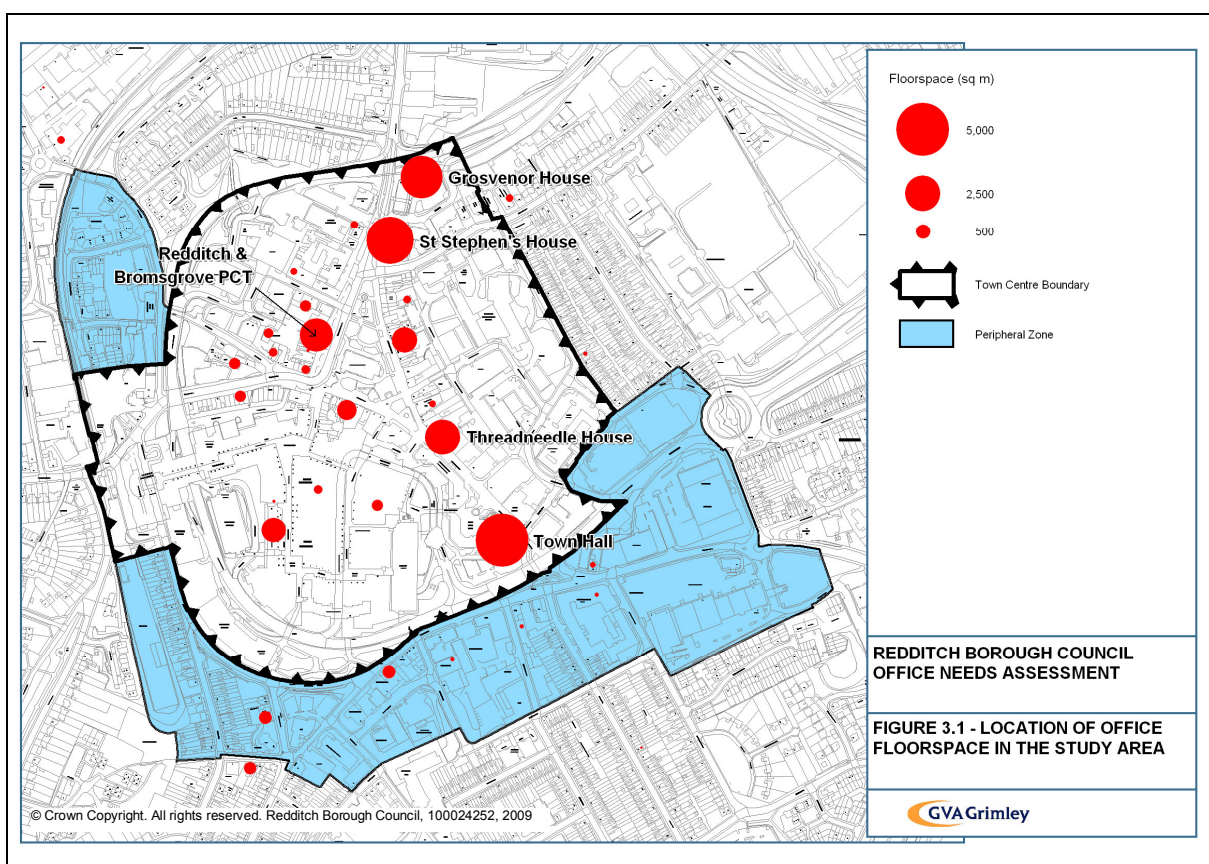 Grosvenor House
St Stephen's House
Redditch &
Bromsgrove PCT
Threadneedle House
Town Hall
© Crown Copyright. All rights reserved. Redditch Borough Council, 100024252, 2009
Floorspace (sq m)
5,000
2,500
500
Town Centre Boundary
Peripheral Zone
REDDITCH BOROUGH COUNCIL
OFFICE NEEDS ASSESSMENT
FIGURE 3.1 - LOCATION OF OFFICE
FLOORSPACE IN THE STUDY AREA
GVA Grimley